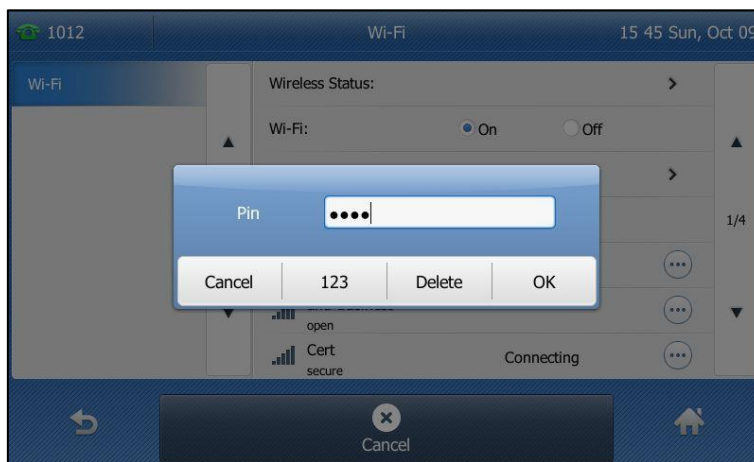 1012 Wi-Fi 15 45 Sun, Oct 09
Wi-Fi
Wireless Status:
Wi-Fi: On Off
Pin ••••
1/4
Cancel 123 Delete OK
open
Cert Connecting
secure
Cancel